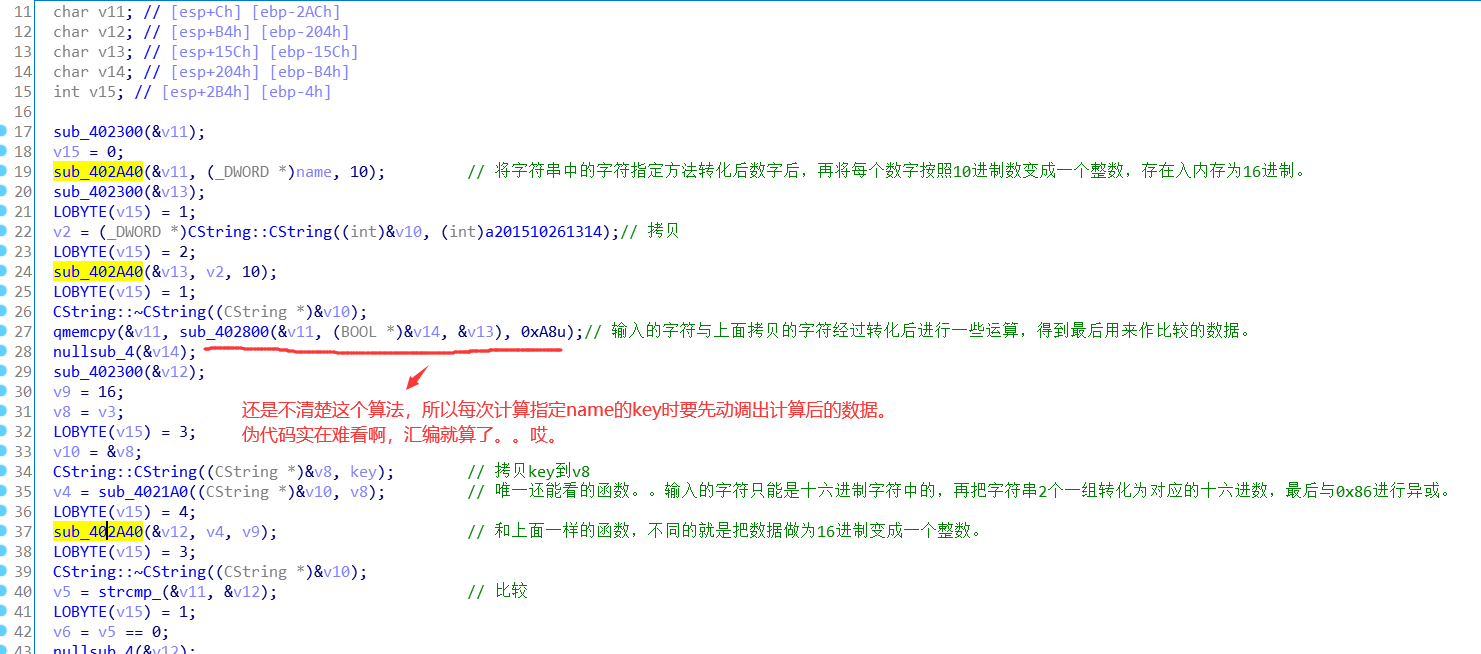 11 char v11; // [esp+Ch] [ebp-2ACh]
12 char v12; // [esp+B4h] [ebp-204h]
13 char v13; // [esp+15Ch] [ebp-15Ch]
14 char v14; // [esp+204h] [ebp-B4h]
15 int v15; // [esp+2B4h] [ebp-4h]
16
17 sub_402300(&v11);
18 v15 = 0;
19 sub_402A40(&v11, (_DWORD *)name, 10); // 将字符串中的字符指定方法转化后数字后，再将每个数字按照10进制数变成一个整数，存在入内存为16进制。
20 sub_402300(&v13);
21 LOBYTE(v15) = 1;
22 v2 = (_DWORD *)CString::CString((int)&v10, (int)a201510261314);// 拷贝
23 LOBYTE(v15) = 2;
24 sub_402A40(&v13, v2, 10);
25 LOBYTE(v15) = 1;
26 CString::~CString((CString *)&v10);
27 qmemcpy(&v11, sub_402800(&v11, (BOOL *)&v14, &v13), 0xA8u);// 输入的字符与上面拷贝的字符经过转化后进行一些运算，得到最后用来作比较的数据。
28 nullsub_4(&v14);
29 sub_402300(&v12);
30 v9 = 16;
31 v8 = v3;
还是不清楚这个算法，所以每次计算指定name的key时要先动调出计算后的数据。
32 LOBYTE(v15) = 3;
伪代码实在难看啊，汇编就算了。。哎。
33 v10 = &v8;
34 CString::CString((CString *)&v8, key); // 拷贝key到v8
35 v4 = sub_4021A0((CString *)&v10, v8); // 唯一还能看的函数。。输入的字符只能是十六进制字符中的，再把字符串2个一组转化为对应的十六进数，最后与0x86进行异或。
36 LOBYTE(v15) = 4;
37 sub_402A40(&v12, v4, v9); // 和上面一样的函数，不同的就是把数据做为16进制变成一个整数。
38 LOBYTE(v15) = 3;
39 CString::~CString((CString *)&v10);
40 v5 = strcmp_(&v11, &v12); // 比较
41 LOBYTE(v15) = 1;
42 v6 = v5 == 0;
43 nullsub_4(&v12);